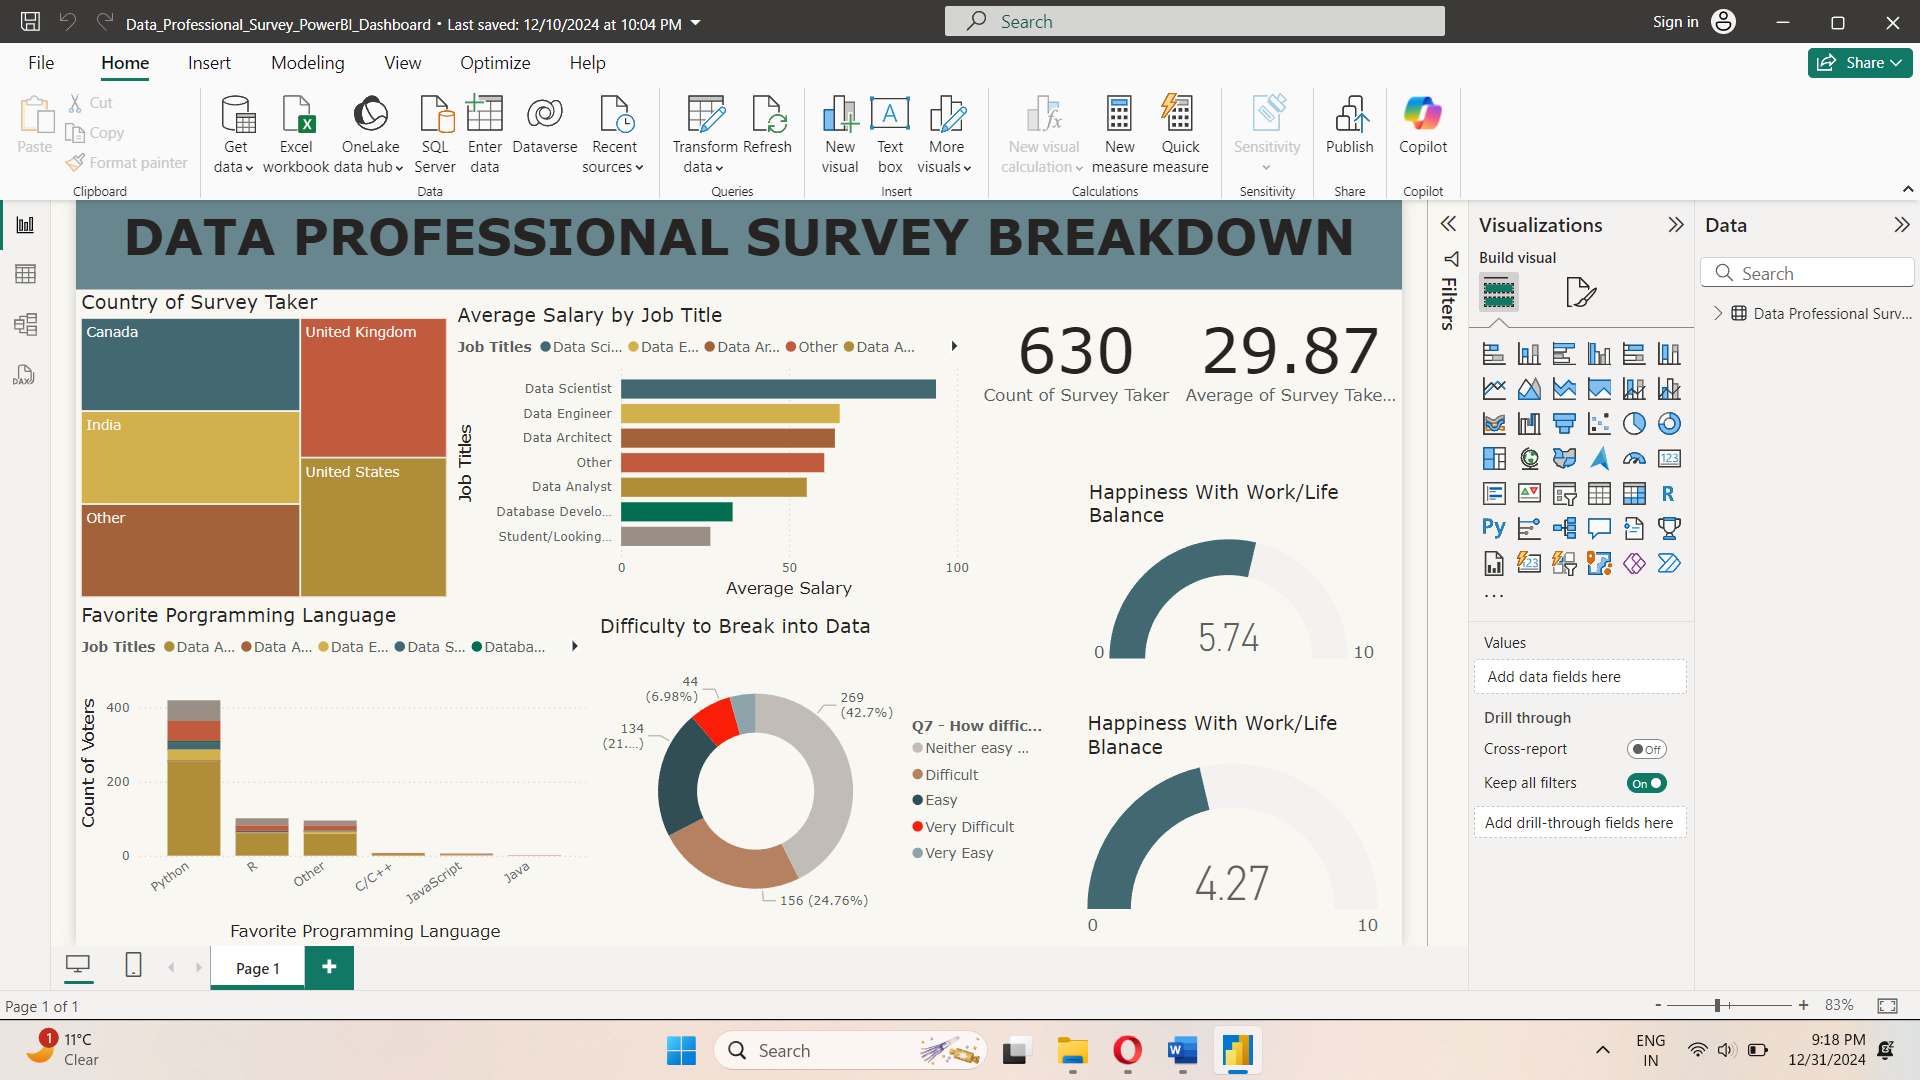 Data_Professional_Survey_PowerBI_Dashboard • Last saved: 12/10/2024 at 10:04 PM
Search
Sign in
File Home Insert Modeling View Optimize Help
Share
Paste
Cut
Copy
Format painter
Clipboard
Get data
Excel workbook
OneLake data hub
SQL Server
Enter data
Dataverse
Recent sources
Data
Transform data
Refresh
Queries
New visual
Text box
More visuals
Insert
New visual calculation
New measure
Quick measure
Calculations
Sensitivity
Sensitivity
Publish
Share
Copilot
Copilot
DAX
DATA PROFESSIONAL SURVEY BREAKDOWN
Country of Survey Taker
Canada
United Kingdom
India
United States
Other
Average Salary by Job Title
Job Titles Data Sci... Data E... Data Ar... Other Data A...
Job Titles
Data Scientist
Data Engineer
Data Architect
Other
Data Analyst
Database Develo...
Student/Looking...
0 50 100
Average Salary
630
Count of Survey Taker
29.87
Average of Survey Take...
Happiness With Work/Life
Balance
5.74
0 10
Favorite Porgramming Language
Job Titles Data A... Data A... Data E... Data S... Databa...
Count of Voters
400
200
0
Python R Other C/C++ JavaScript Java
Favorite Programming Language
Difficulty to Break into Data
44
(6.98%)
269
(42.7%)
134
(21....)
156 (24.76%)
Q7 - How diffic...
Neither easy ...
Difficult
Easy
Very Difficult
Very Easy
Happiness With Work/Life
Blanace
4.27
0 10
Filters
Visualizations
Build visual
123
R
Py
123
...
Values
Add data fields here
Drill through
Cross-report Off
Keep all filters On
Add drill-through fields here
Data
Search
Data Professional Surv...
Page 1
Page 1 of 1
- + 83%
1
11°C
Clear
Search
W
ENG
IN
9:18 PM
12/31/2024